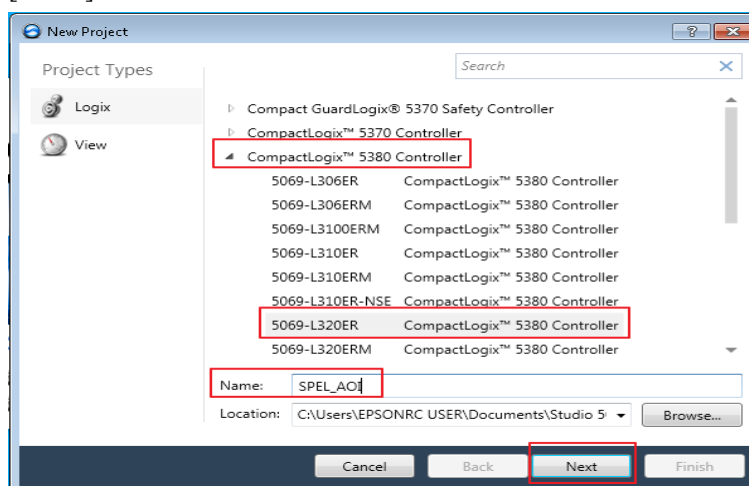 New Project
Search
Project Types
Logix
View
Compact GuardLogix® 5370 Safety Controller
CompactLogix™ 5370 Controller
CompactLogix™ 5380 Controller
5069-L306ER CompactLogix™ 5380 Controller
5069-L306ERM CompactLogix™ 5380 Controller
5069-L3100ERM CompactLogix™ 5380 Controller
5069-L310ER CompactLogix™ 5380 Controller
5069-L310ERM CompactLogix™ 5380 Controller
5069-L310ER-NSE CompactLogix™ 5380 Controller
5069-L320ER CompactLogix™ 5380 Controller
5069-L320ERM CompactLogix™ 5380 Controller
Name: SPEL_AOI
Location: C:\Users\EPSONRC USER\Documents\Studio 5
Browse...
Cancel Back Next Finish